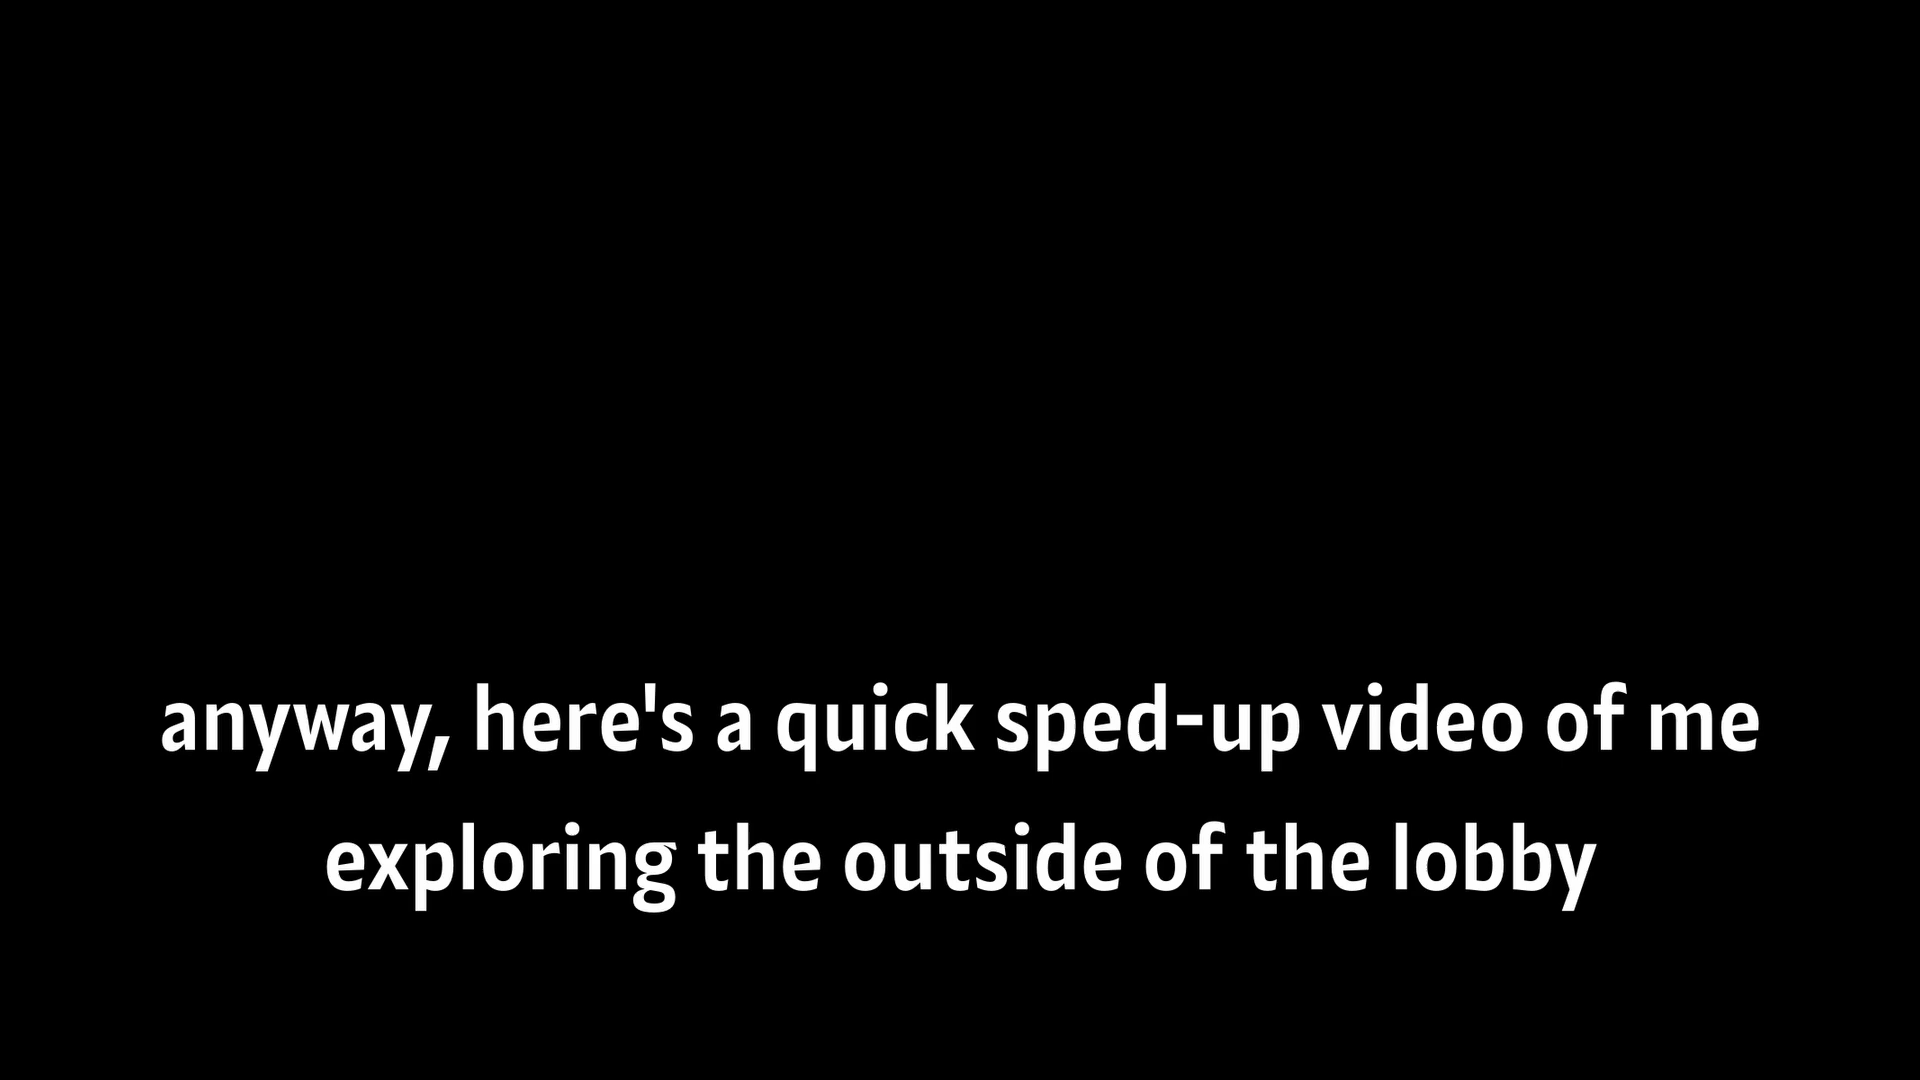 anyway, here's a quick sped-up video of me
exploring the outside of the lobby